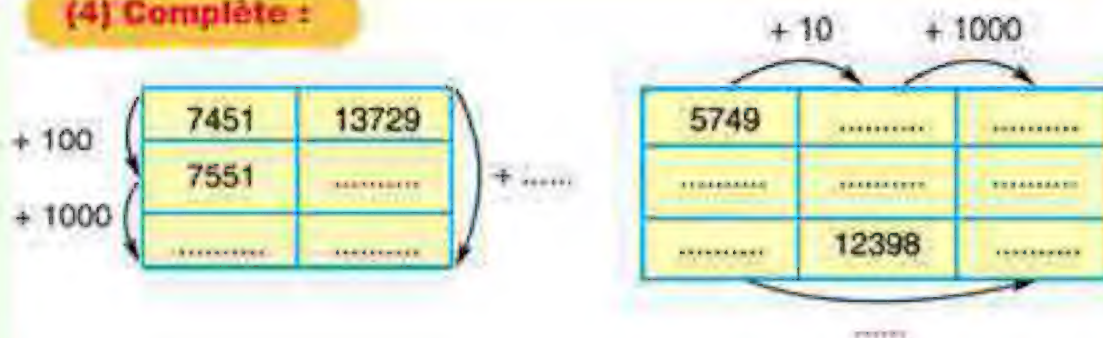 (4) Complète :
+ 10 + 1000
7451 13729 5749 .......... ..........
+ 100
7551 .......... + ...... .......... .......... ..........
+ 1000
.......... .......... .......... 12398 ..........
......